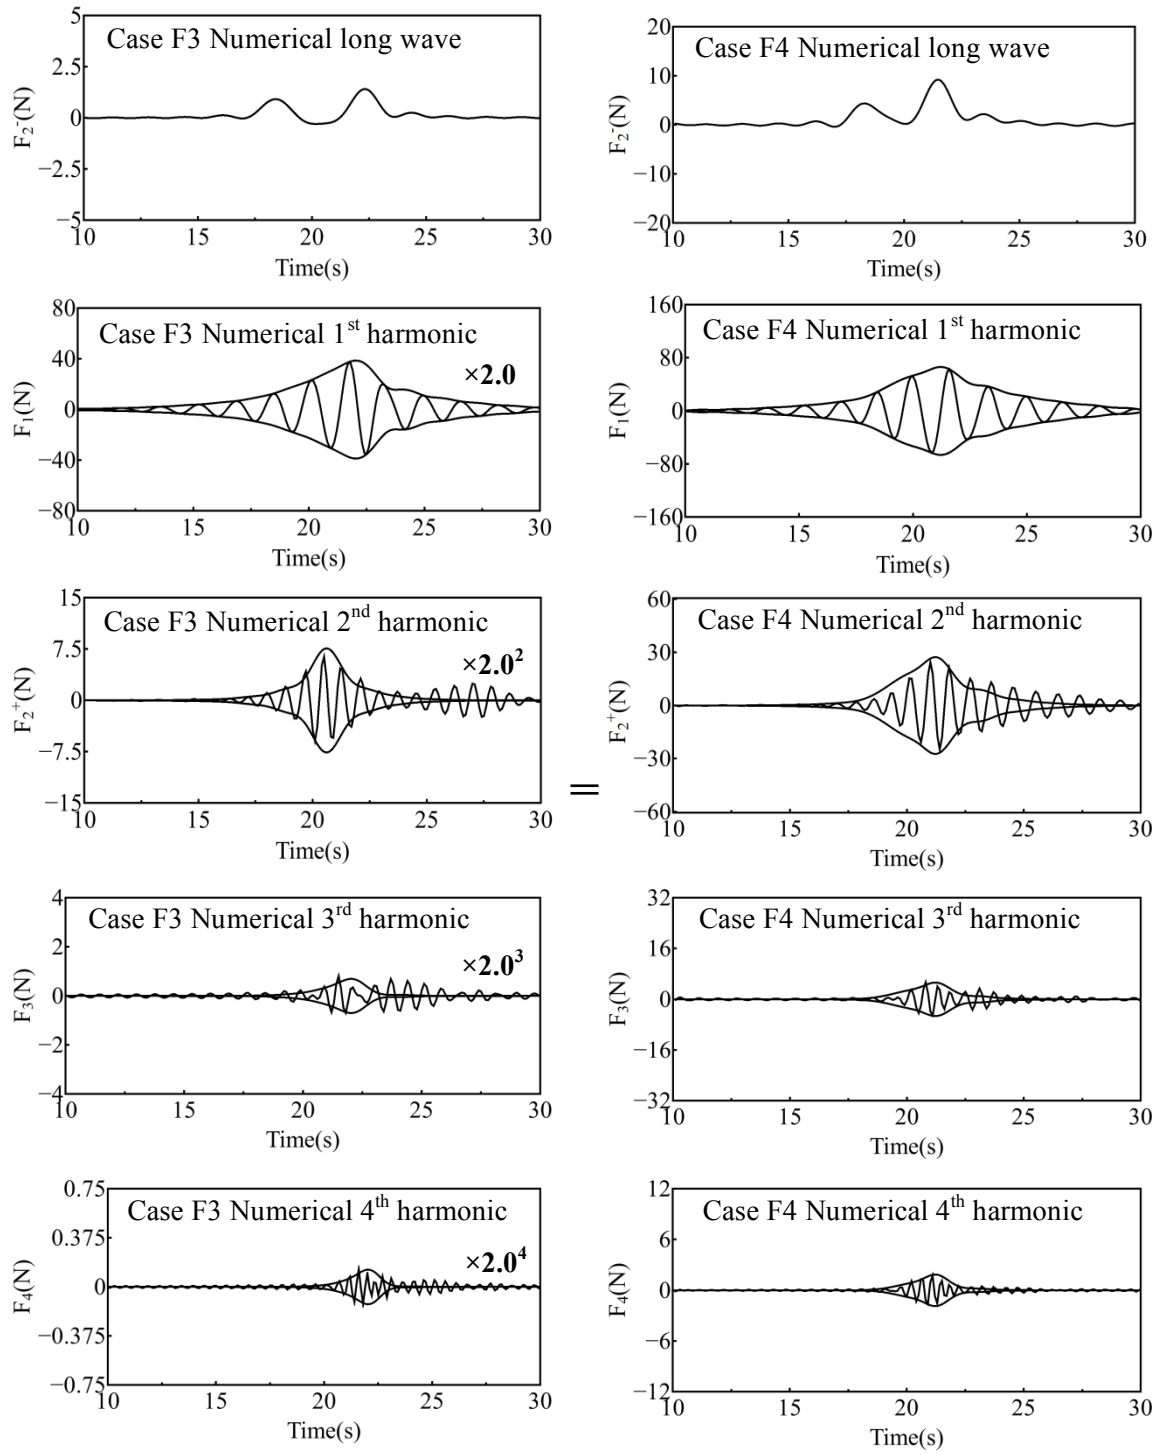 Case F3 Numerical long wave
F₂⁻(N)
5
2.5
0
−2.5
−5
10 15 20 25 30
Time(s)
Case F4 Numerical long wave
F₂⁻(N)
20
10
0
−10
−20
10 15 20 25 30
Time(s)
Case F3 Numerical 1ˢᵗ harmonic
×2.0
F₁(N)
80
40
0
−40
−80
10 15 20 25 30
Time(s)
Case F4 Numerical 1ˢᵗ harmonic
F₁(N)
160
80
0
−80
−160
10 15 20 25 30
Time(s)
Case F3 Numerical 2ⁿᵈ harmonic
×2.0²
F₂⁺(N)
15
7.5
0
−7.5
−15
10 15 20 25 30
Time(s)
=
Case F4 Numerical 2ⁿᵈ harmonic
F₂⁺(N)
60
30
0
−30
−60
10 15 20 25 30
Time(s)
Case F3 Numerical 3ʳᵈ harmonic
×2.0³
F₃(N)
4
2
0
−2
−4
10 15 20 25 30
Time(s)
Case F4 Numerical 3ʳᵈ harmonic
F₃(N)
32
16
0
−16
−32
10 15 20 25 30
Time(s)
Case F3 Numerical 4ᵗʰ harmonic
×2.0⁴
F₄(N)
0.75
0.375
0
−0.375
−0.75
10 15 20 25 30
Time(s)
Case F4 Numerical 4ᵗʰ harmonic
F₄(N)
12
6
0
−6
−12
10 15 20 25 30
Time(s)